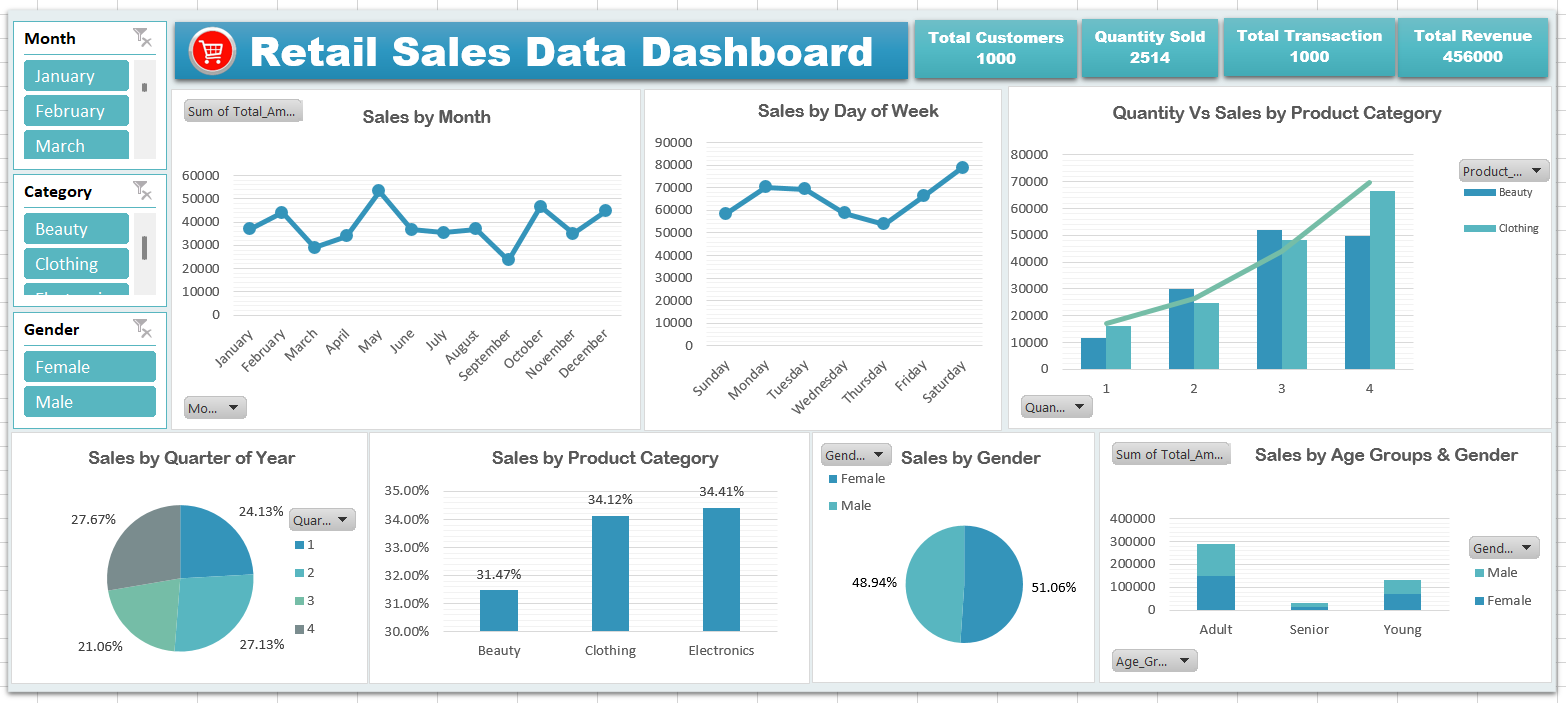 Month
January
February
March
Category
Beauty
Clothing
Gender
Female
Male
Retail Sales Data Dashboard
Total Customers
1000
Quantity Sold
2514
Total Transaction
1000
Total Revenue
456000
Sum of Total_Am...
Sales by Month
60000
50000
40000
30000
20000
10000
0
January
February
March
April
May
June
July
August
September
October
November
December
Mo...
Sales by Day of Week
90000
80000
70000
60000
50000
40000
30000
20000
10000
0
Sunday
Monday
Tuesday
Wednesday
Thursday
Friday
Saturday
Quantity Vs Sales by Product Category
80000
70000
60000
50000
40000
30000
20000
10000
0
1 2 3 4
Quan...
Product_...
Beauty
Clothing
Sales by Quarter of Year
27.67%
24.13%
21.06%
27.13%
Quar...
1
2
3
4
Sales by Product Category
35.00%
34.00%
33.00%
32.00%
31.00%
30.00%
31.47%
34.12%
34.41%
Beauty Clothing Electronics
Gend...
Sales by Gender
Female
Male
48.94%
51.06%
Sum of Total_Am...
Sales by Age Groups & Gender
400000
300000
200000
100000
0
Adult Senior Young
Gend...
Male
Female
Age_Gr...